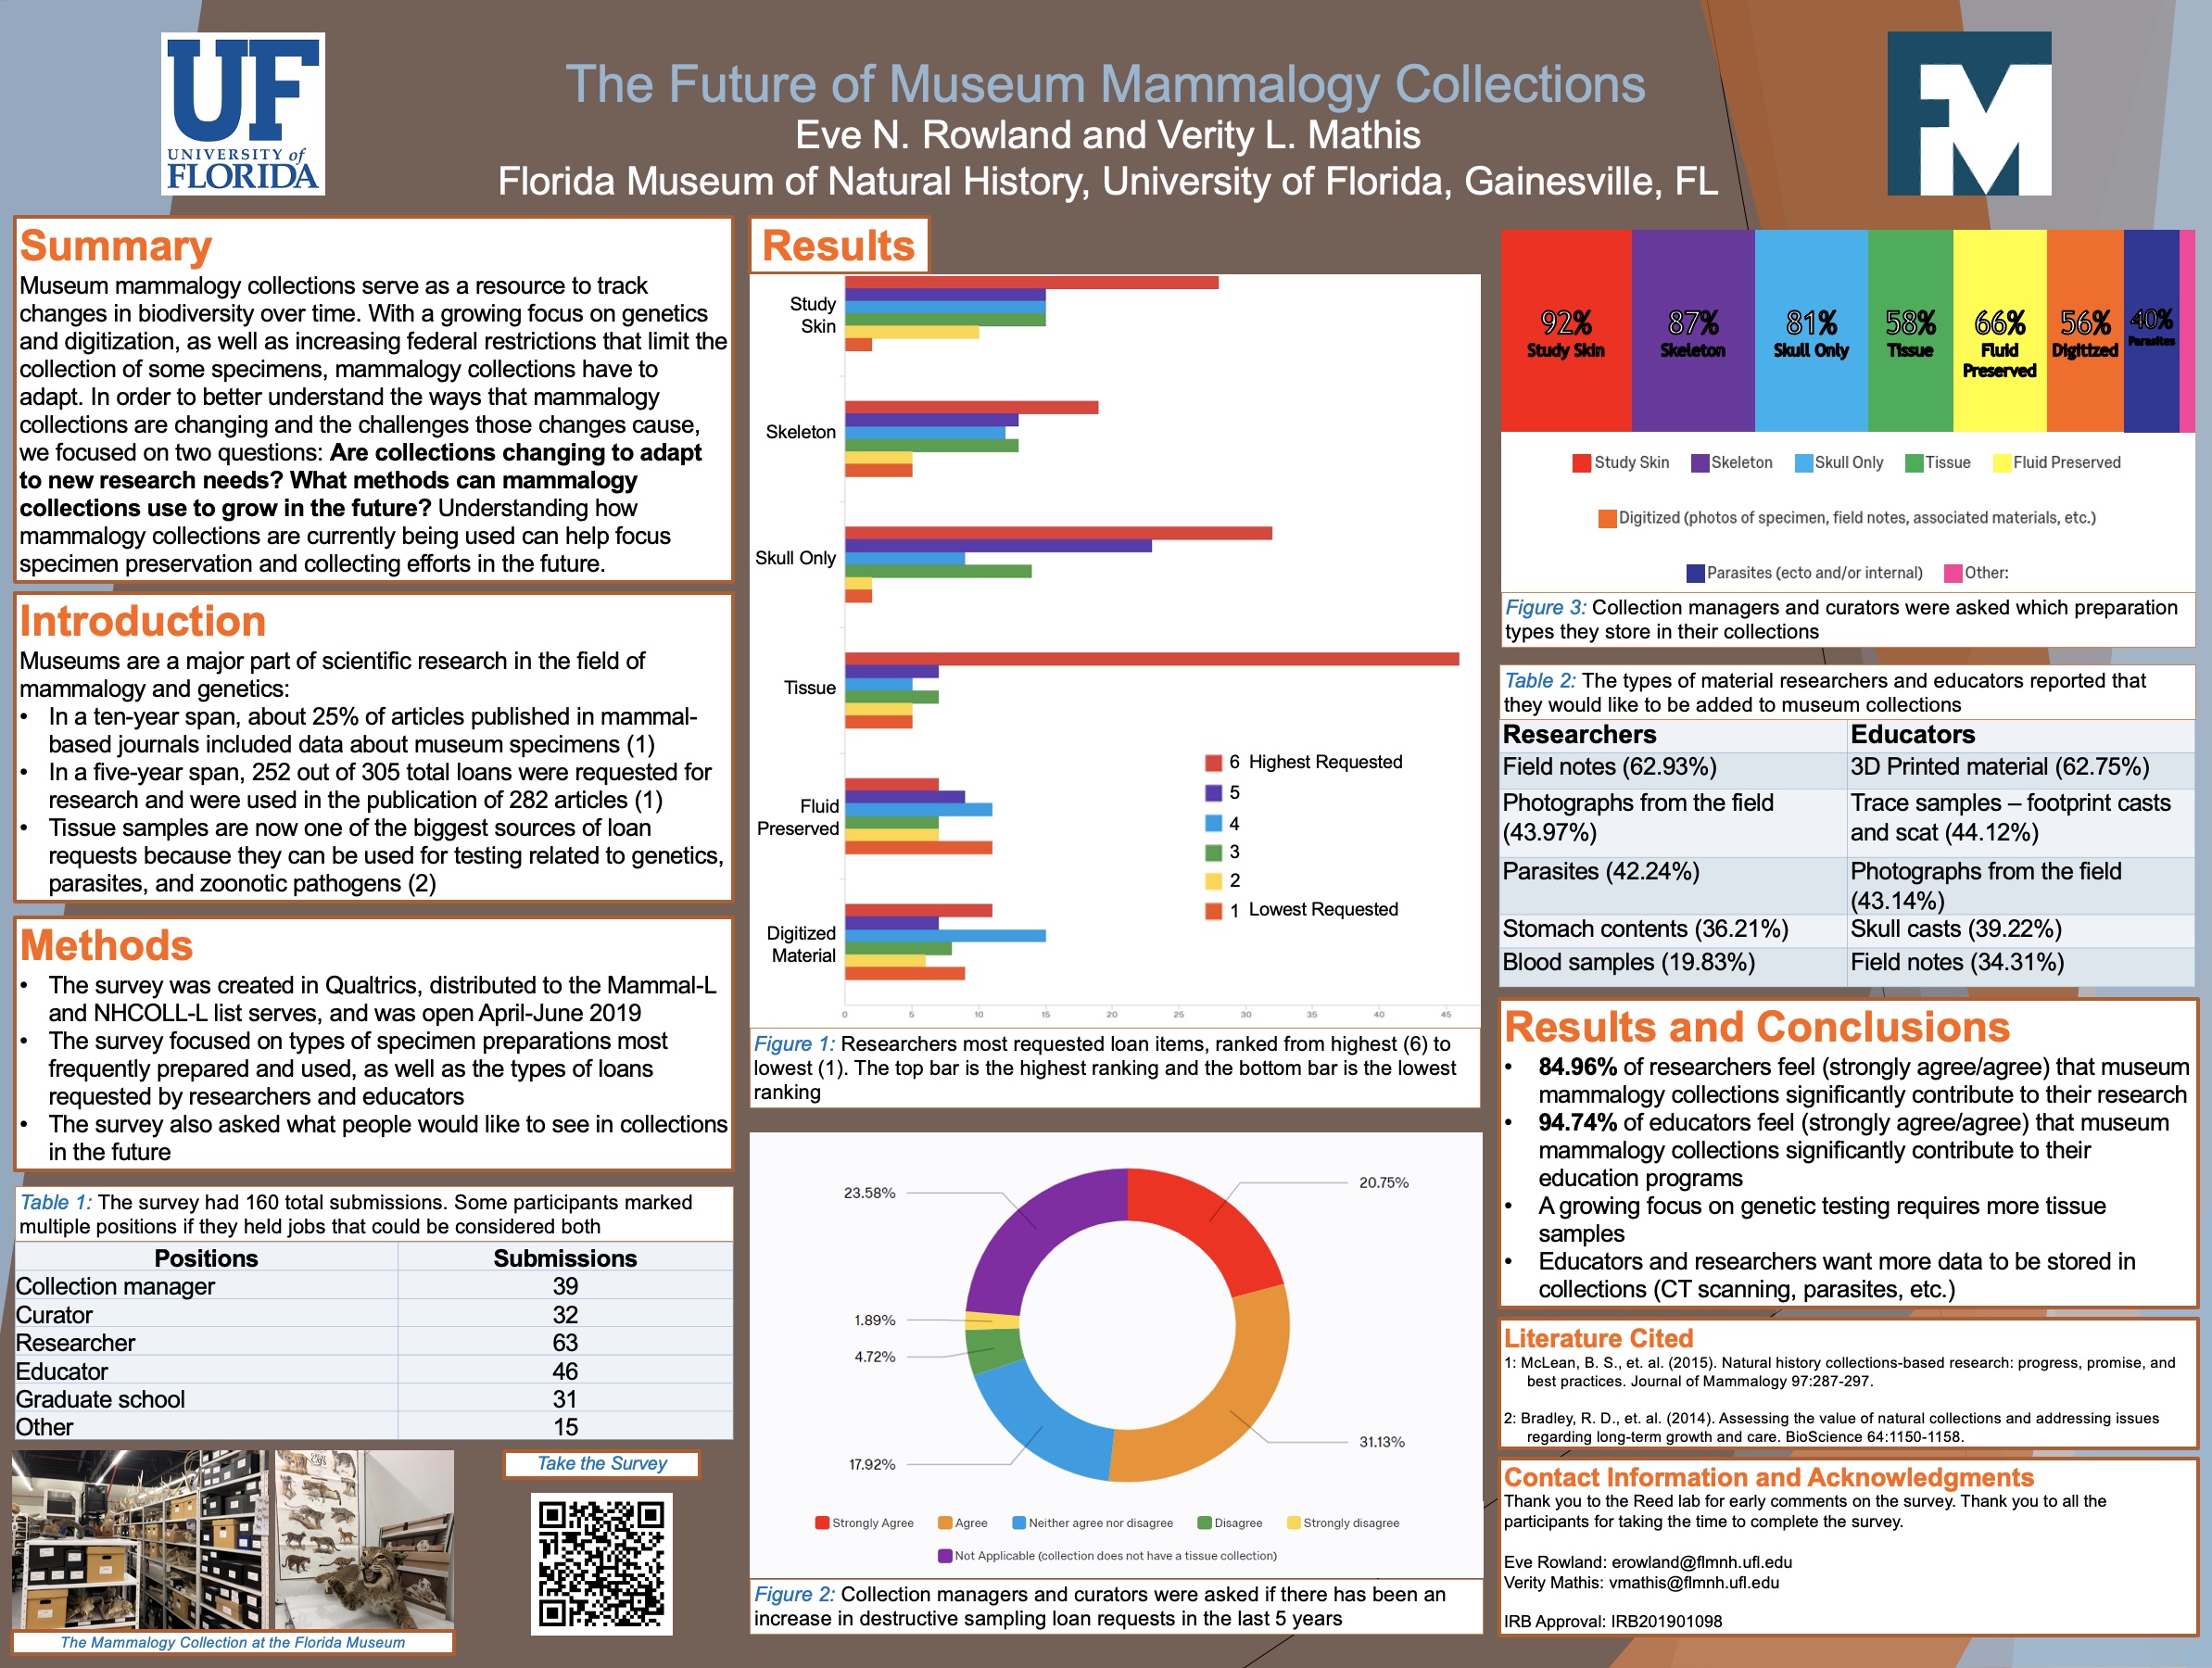 UF
UNIVERSITY of
FLORIDA
The Future of Museum Mammalogy Collections
Eve N. Rowland and Verity L. Mathis
Florida Museum of Natural History, University of Florida, Gainesville, FL
FM
Summary
Museum mammalogy collections serve as a resource to track
changes in biodiversity over time. With a growing focus on genetics
and digitization, as well as increasing federal restrictions that limit the
collection of some specimens, mammalogy collections have to
adapt. In order to better understand the ways that mammalogy
collections are changing and the challenges those changes cause,
we focused on two questions: Are collections changing to adapt
to new research needs? What methods can mammalogy
collections use to grow in the future? Understanding how
mammalogy collections are currently being used can help focus
specimen preservation and collecting efforts in the future.
Introduction
Museums are a major part of scientific research in the field of
mammalogy and genetics:
• In a ten-year span, about 25% of articles published in mammal-
based journals included data about museum specimens (1)
• In a five-year span, 252 out of 305 total loans were requested for
research and were used in the publication of 282 articles (1)
• Tissue samples are now one of the biggest sources of loan
requests because they can be used for testing related to genetics,
parasites, and zoonotic pathogens (2)
Methods
• The survey was created in Qualtrics, distributed to the Mammal-L
and NHCOLL-L list serves, and was open April-June 2019
• The survey focused on types of specimen preparations most
frequently prepared and used, as well as the types of loans
requested by researchers and educators
• The survey also asked what people would like to see in collections
in the future
Table 1: The survey had 160 total submissions. Some participants marked
multiple positions if they held jobs that could be considered both
Positions Submissions
Collection manager 39
Curator 32
Researcher 63
Educator 46
Graduate school 31
Other 15
The Mammalogy Collection at the Florida Museum
Take the Survey
Results
Study
Skin
Skeleton
Skull Only
Tissue
Fluid
Preserved
Digitized
Material
6 Highest Requested
5
4
3
2
1 Lowest Requested
0 5 10 15 20 25 30 35 40 45
Figure 1: Researchers most requested loan items, ranked from highest (6) to
lowest (1). The top bar is the highest ranking and the bottom bar is the lowest
ranking
23.58%
20.75%
1.89%
4.72%
17.92%
31.13%
Strongly Agree Agree Neither agree nor disagree Disagree Strongly disagree
Not Applicable (collection does not have a tissue collection)
Figure 2: Collection managers and curators were asked if there has been an
increase in destructive sampling loan requests in the last 5 years
92% 87% 81% 58% 66% 56% 40%
Study Skin Skeleton Skull Only Tissue Fluid Preserved Digitized Parasites
Study Skin Skeleton Skull Only Tissue Fluid Preserved
Digitized (photos of specimen, field notes, associated materials, etc.)
Parasites (ecto and/or internal) Other:
Figure 3: Collection managers and curators were asked which preparation
types they store in their collections
Table 2: The types of material researchers and educators reported that
they would like to be added to museum collections
Researchers Educators
Field notes (62.93%) 3D Printed material (62.75%)
Photographs from the field Trace samples – footprint casts
(43.97%) and scat (44.12%)
Parasites (42.24%) Photographs from the field
(43.14%)
Stomach contents (36.21%) Skull casts (39.22%)
Blood samples (19.83%) Field notes (34.31%)
Results and Conclusions
• 84.96% of researchers feel (strongly agree/agree) that museum
mammalogy collections significantly contribute to their research
• 94.74% of educators feel (strongly agree/agree) that museum
mammalogy collections significantly contribute to their
education programs
• A growing focus on genetic testing requires more tissue
samples
• Educators and researchers want more data to be stored in
collections (CT scanning, parasites, etc.)
Literature Cited
1: McLean, B. S., et. al. (2015). Natural history collections-based research: progress, promise, and
best practices. Journal of Mammalogy 97:287-297.
2: Bradley, R. D., et. al. (2014). Assessing the value of natural collections and addressing issues
regarding long-term growth and care. BioScience 64:1150-1158.
Contact Information and Acknowledgments
Thank you to the Reed lab for early comments on the survey. Thank you to all the
participants for taking the time to complete the survey.
Eve Rowland: erowland@flmnh.ufl.edu
Verity Mathis: vmathis@flmnh.ufl.edu
IRB Approval: IRB201901098